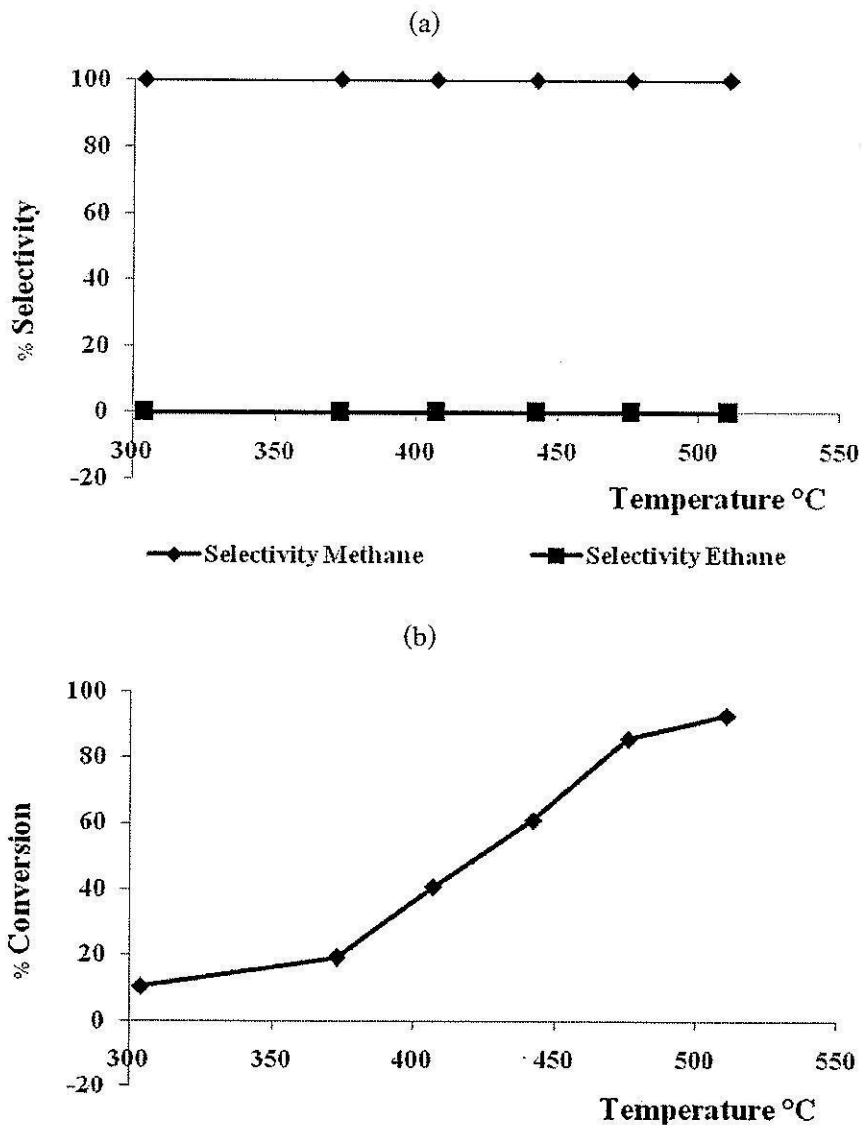 (a)
100
80
60
40
20
0
-20
% Selectivity
300 350 400 450 500 550
Temperature °C
Selectivity Methane Selectivity Ethane
(b)
100
80
60
40
20
0
-20
% Conversion
300 350 400 450 500 550
Temperature °C